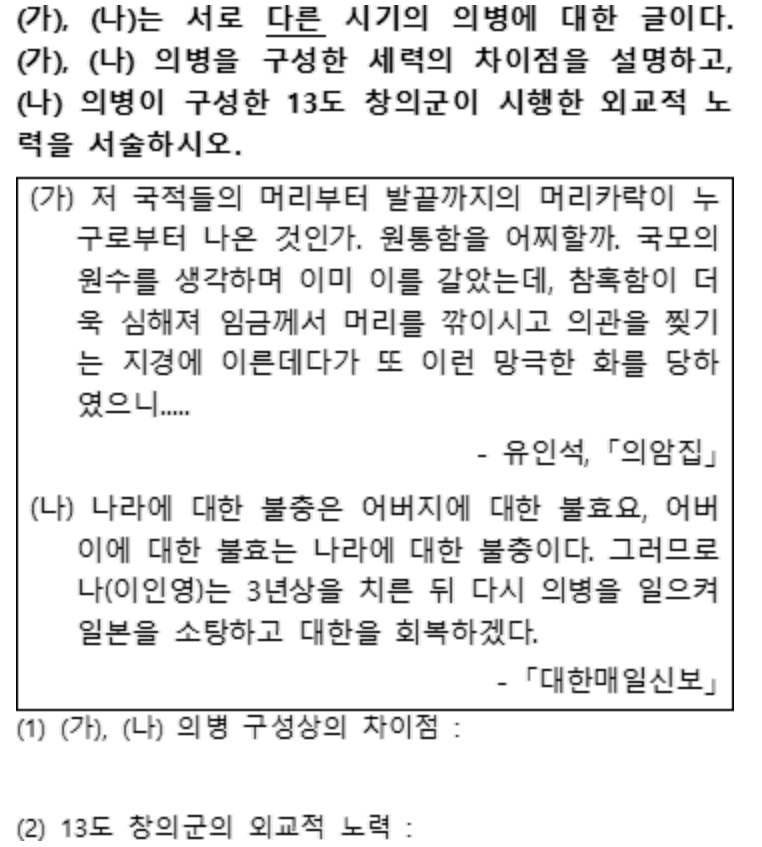 (가), (나)는 서로 다른 시기의 의병에 대한 글이다.
(가), (나) 의병을 구성한 세력의 차이점을 설명하고,
(나) 의병이 구성한 13도 창의군이 시행한 외교적 노
력을 서술하시오.
(가) 저 국적들의 머리부터 발끝까지의 머리카락이 누
구로부터 나온 것인가. 원통함을 어찌할까. 국모의
원수를 생각하며 이미 이를 갈았는데, 참혹함이 더
욱 심해져 임금께서 머리를 깎이시고 의관을 찢기
는 지경에 이른데다가 또 이런 망극한 화를 당하
였으니.....
- 유인석, 「의암집」
(나) 나라에 대한 불충은 어버지에 대한 불효요, 어버
이에 대한 불효는 나라에 대한 불충이다. 그러므로
나(이인영)는 3년상을 치른 뒤 다시 의병을 일으켜
일본을 소탕하고 대한을 회복하겠다.
- 「대한매일신보」
(1) (가), (나) 의병 구성상의 차이점 :
(2) 13도 창의군의 외교적 노력 :